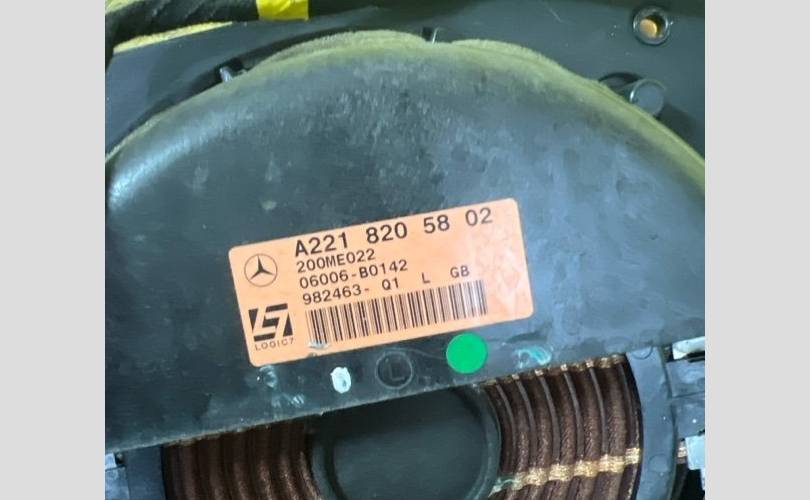 A221 820 58 02
200ME022
06006-B0142
982463- Q1 L GB
LOGIC7
L